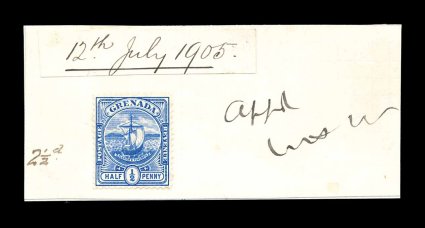 12th July 1905.
Appd
GRENADA
POSTAGE
REVENUE
2½d.
HALF ½ PENNY